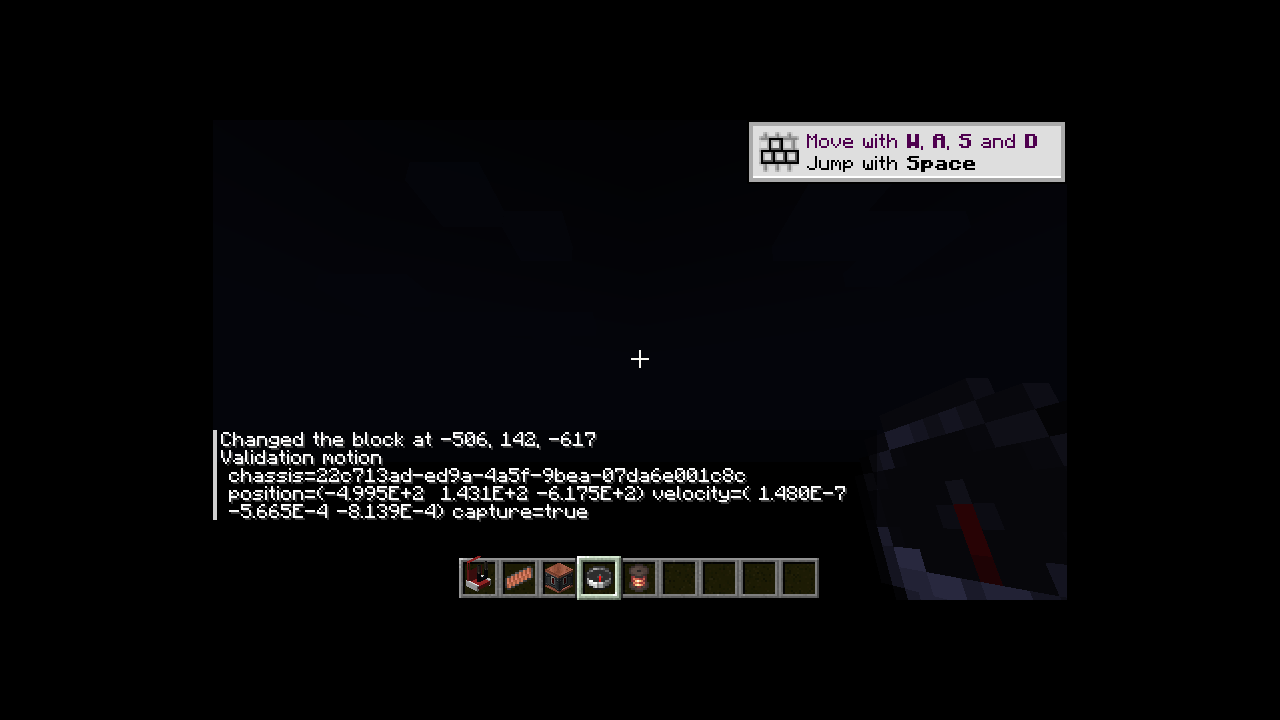 Move with W, A, S and D
Jump with Space
Changed the block at -506, 142, -617
Validation motion
chassis=22c713ad-ed9a-4a5f-9bea-07da6e001c8c
position=(-4.995E+2  1.431E+2 -6.175E+2) velocity=( 1.480E-7
-5.665E-4 -8.139E-4) capture=true